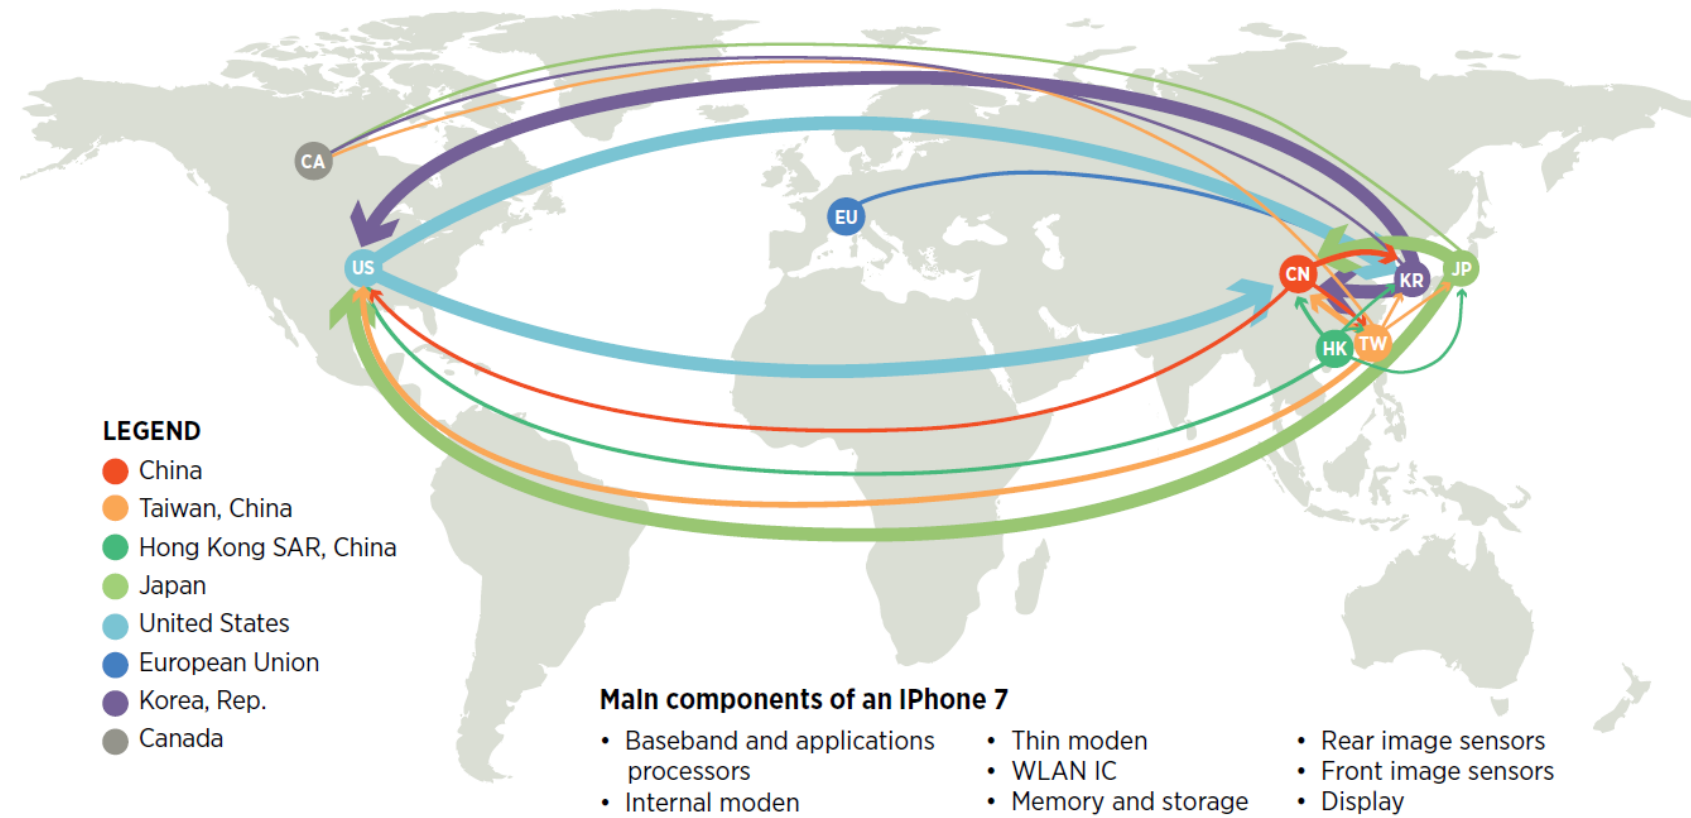 CA
EU
US
CN
KR
JP
HK
TW
LEGEND
China
Taiwan, China
Hong Kong SAR, China
Japan
United States
European Union
Korea, Rep.
Canada
Main components of an IPhone 7
• Baseband and applications
processors
• Internal moden
• Thin moden
• WLAN IC
• Memory and storage
• Rear image sensors
• Front image sensors
• Display